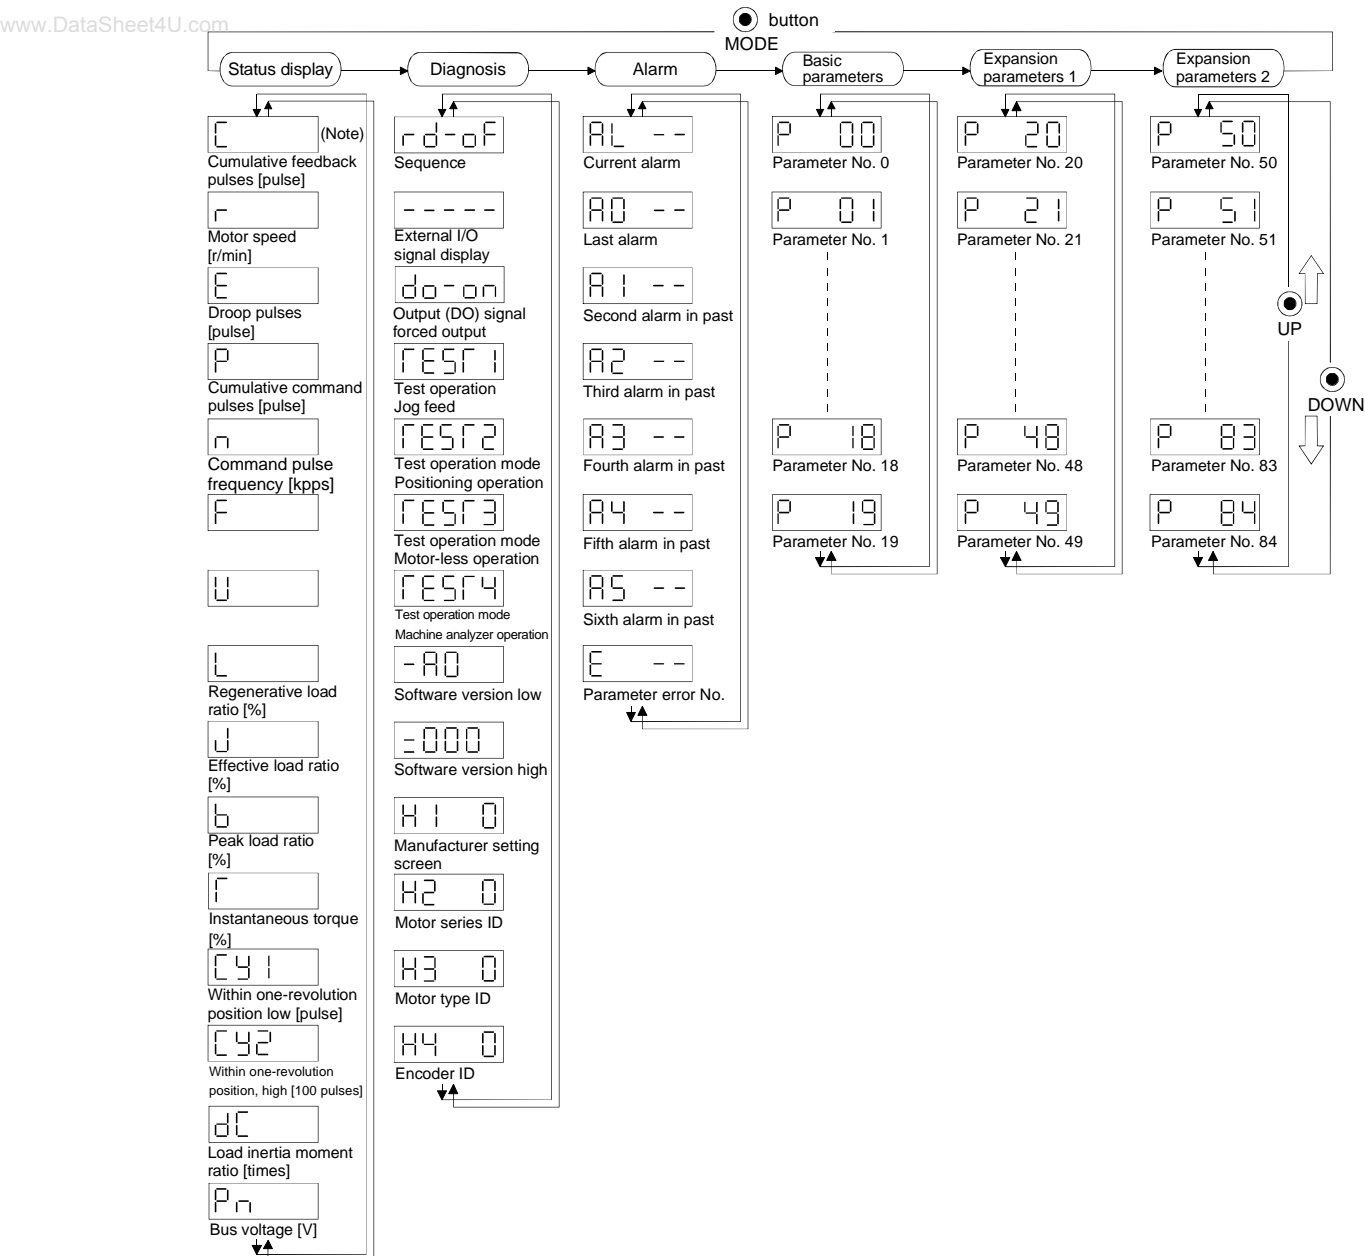 www.DataSheet4U.com
button
MODE
Status display
Diagnosis
Alarm
Basic
parameters
Expansion
parameters 1
Expansion
parameters 2
C
(Note)
Cumulative feedback
pulses [pulse]
r
Motor speed
[r/min]
E
Droop pulses
[pulse]
P
Cumulative command
pulses [pulse]
n
Command pulse
frequency [kpps]
F
U
L
Regenerative load
ratio [%]
J
Effective load ratio
[%]
b
Peak load ratio
[%]
T
Instantaneous torque
[%]
Cy1
Within one-revolution
position low [pulse]
Cy2
Within one-revolution
position, high [100 pulses]
dC
Load inertia moment
ratio [times]
Pn
Bus voltage [V]
rd-oF
Sequence
- - - - -
External I/O
signal display
do-on
Output (DO) signal
forced output
TEST1
Test operation
Jog feed
TEST2
Test operation mode
Positioning operation
TEST3
Test operation mode
Motor-less operation
TEST4
Test operation mode
Machine analyzer operation
-A0
Software version low
=000
Software version high
H1 0
Manufacturer setting
screen
H2 0
Motor series ID
H3 0
Motor type ID
H4 0
Encoder ID
AL --
Current alarm
A0 --
Last alarm
A1 --
Second alarm in past
A2 --
Third alarm in past
A3 --
Fourth alarm in past
A4 --
Fifth alarm in past
A5 --
Sixth alarm in past
E --
Parameter error No.
P 00
Parameter No. 0
P 01
Parameter No. 1
P 18
Parameter No. 18
P 19
Parameter No. 19
P 20
Parameter No. 20
P 21
Parameter No. 21
P 48
Parameter No. 48
P 49
Parameter No. 49
P 50
Parameter No. 50
P 51
Parameter No. 51
P 83
Parameter No. 83
P 84
Parameter No. 84
UP
DOWN